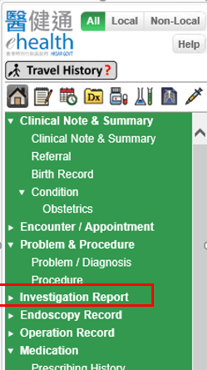 醫健通
All Local Non-Local
ehealth
Help
Travel History?
Dx
Clinical Note & Summary
Clinical Note & Summary
Referral
Birth Record
Condition
Obstetrics
Encounter / Appointment
Problem & Procedure
Problem / Diagnosis
Procedure
Investigation Report
Endoscopy Record
Operation Record
Medication
Prescribing History